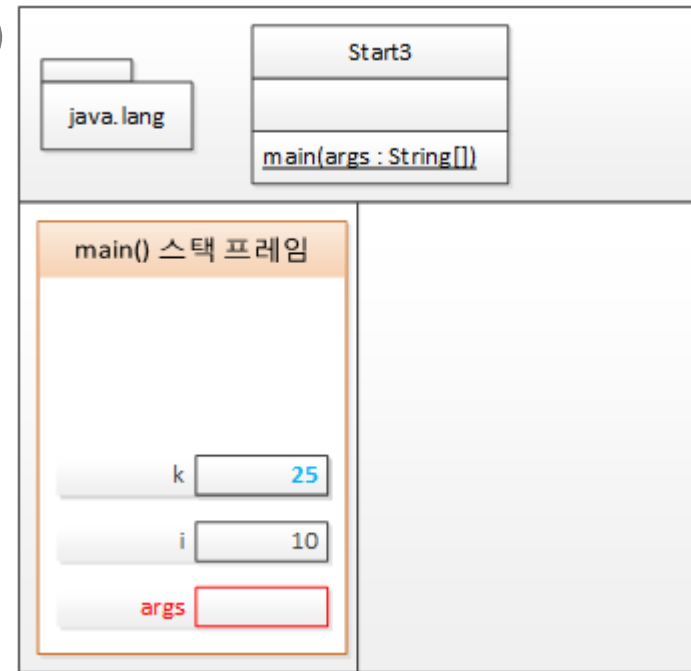 )
java.lang
Start3
main(args : String[])
main() 스택 프레임
k 25
i 10
args